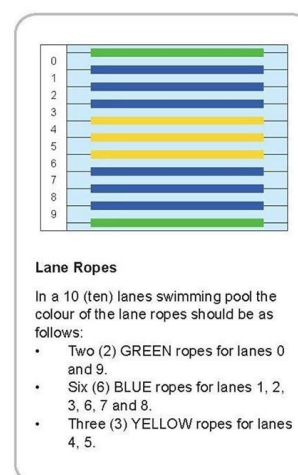 0
1
2
3
4
5
6
7
8
9
Lane Ropes
In a 10 (ten) lanes swimming pool the
colour of the lane ropes should be as
follows:
• Two (2) GREEN ropes for lanes 0
and 9.
• Six (6) BLUE ropes for lanes 1, 2,
3, 6, 7 and 8.
• Three (3) YELLOW ropes for lanes
4, 5.